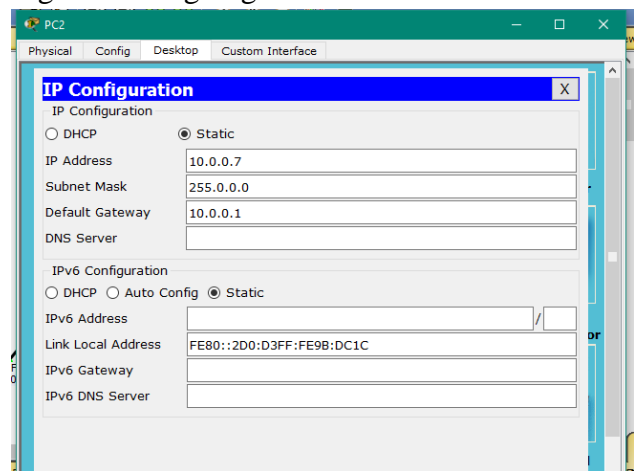 PC2
Physical Config Desktop Custom Interface
IP Configuration X
IP Configuration
DHCP Static
IP Address 10.0.0.7
Subnet Mask 255.0.0.0
Default Gateway 10.0.0.1
DNS Server
IPv6 Configuration
DHCP Auto Config Static
IPv6 Address /
Link Local Address FE80::2D0:D3FF:FE9B:DC1C
IPv6 Gateway
IPv6 DNS Server